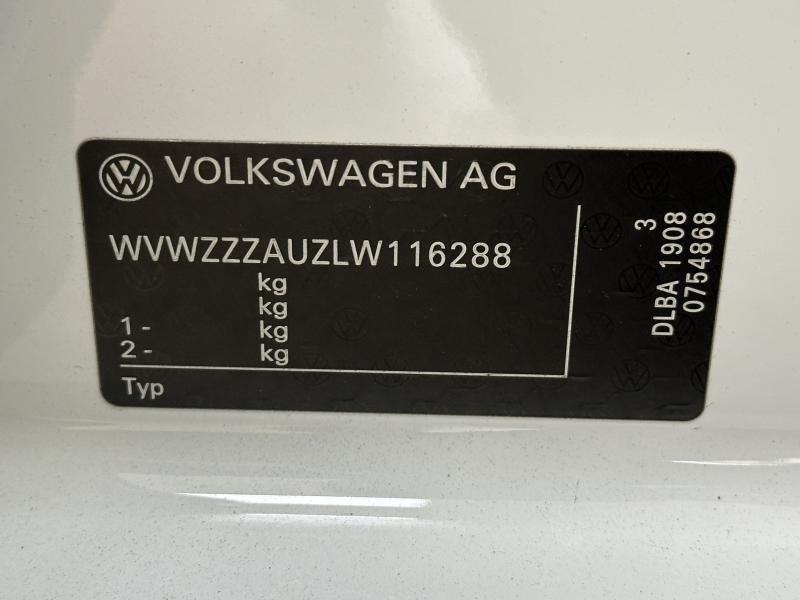 VOLKSWAGEN AG
WVWZZZAUZLW116288
kg
kg
1- kg
2- kg
Typ
3
DLBA 1908
0754868